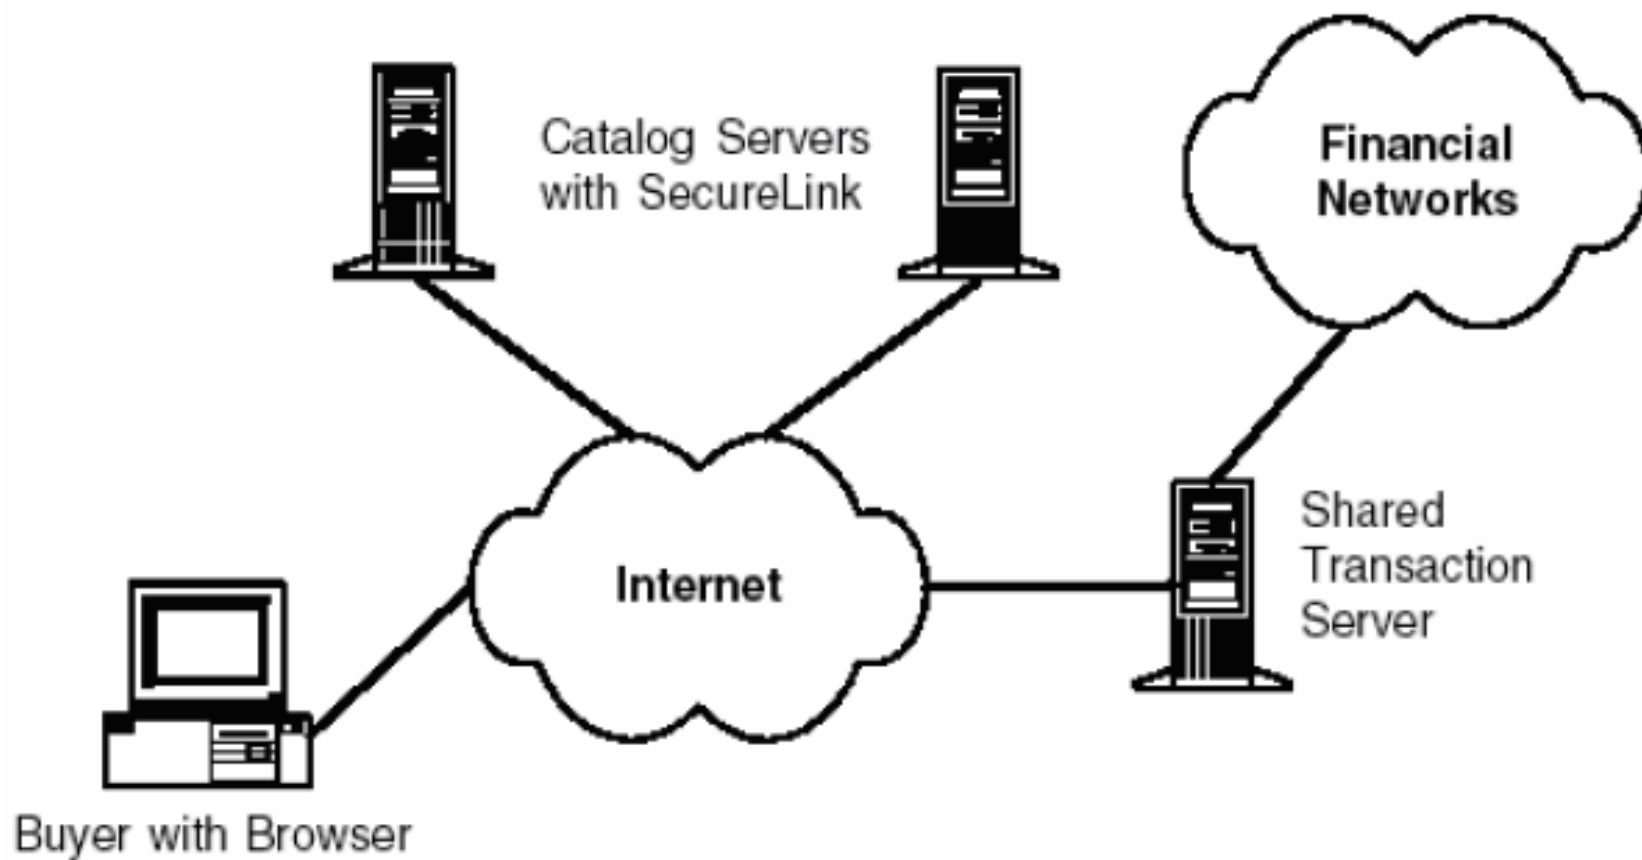 Catalog Servers
with SecureLink
Financial
Networks
Internet
Shared
Transaction
Server
Buyer with Browser